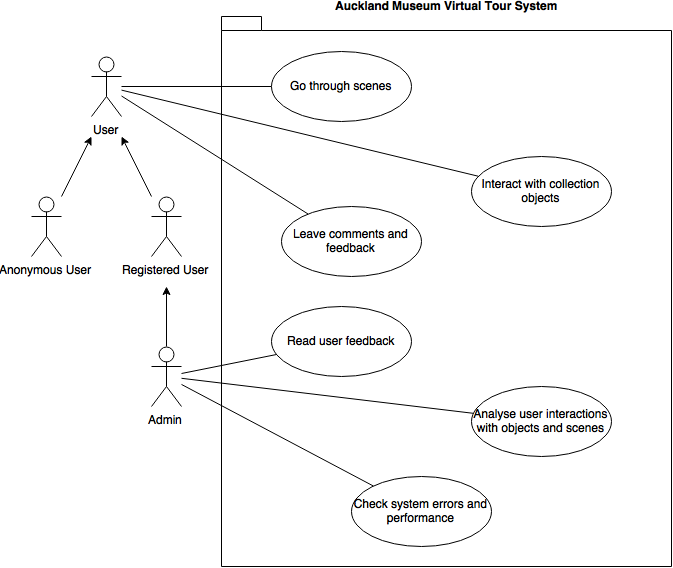 Auckland Museum Virtual Tour System
Go through scenes
User
Interact with collection
objects
Leave comments and
feedback
Anonymous User
Registered User
Read user feedback
Admin
Analyse user interactions
with objects and scenes
Check system errors and
performance